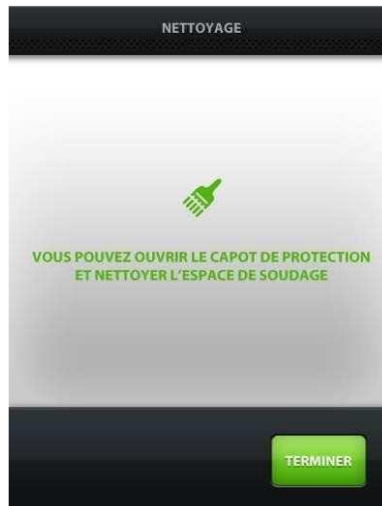 NETTOYAGE
VOUS POUVEZ OUVRIR LE CAPOT DE PROTECTION
ET NETTOYER L'ESPACE DE SOUDAGE
TERMINER